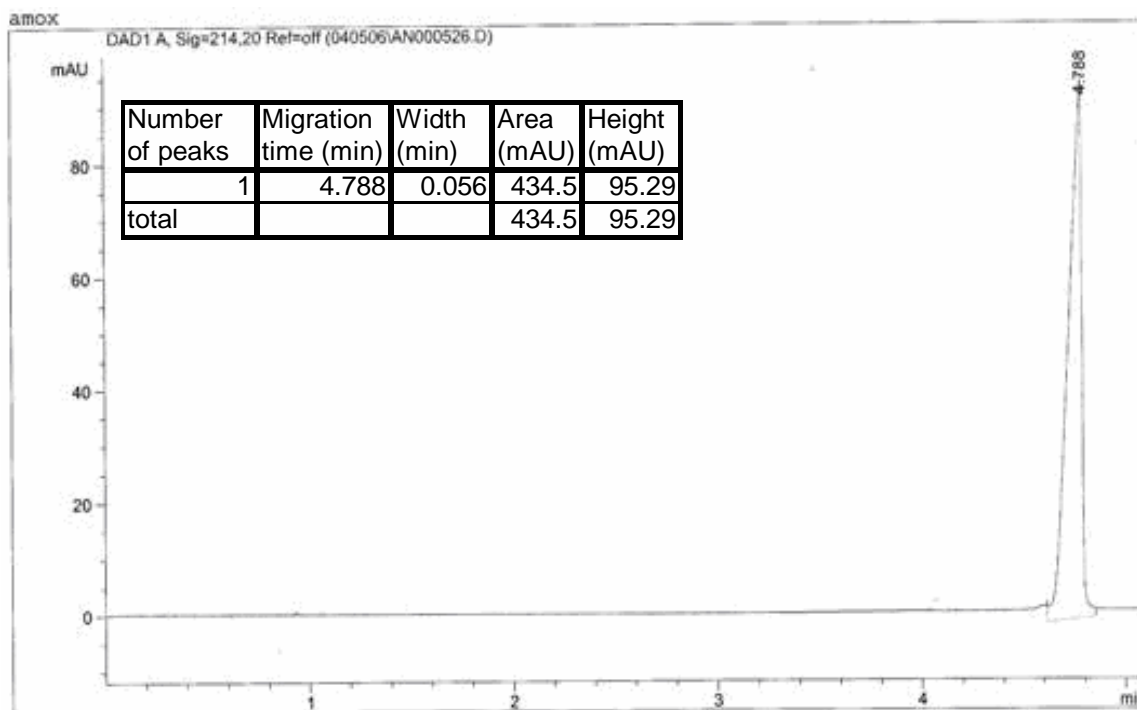 amox
DAD1 A, Sig=214,20 Ref=off (040506\AN000526.D)
mAU
4.788
Number of peaks Migration time (min) Width (min) Area (mAU) Height (mAU)
1 4.788 0.056 434.5 95.29
total 434.5 95.29
80
60
40
20
0
1 2 3 4 mi